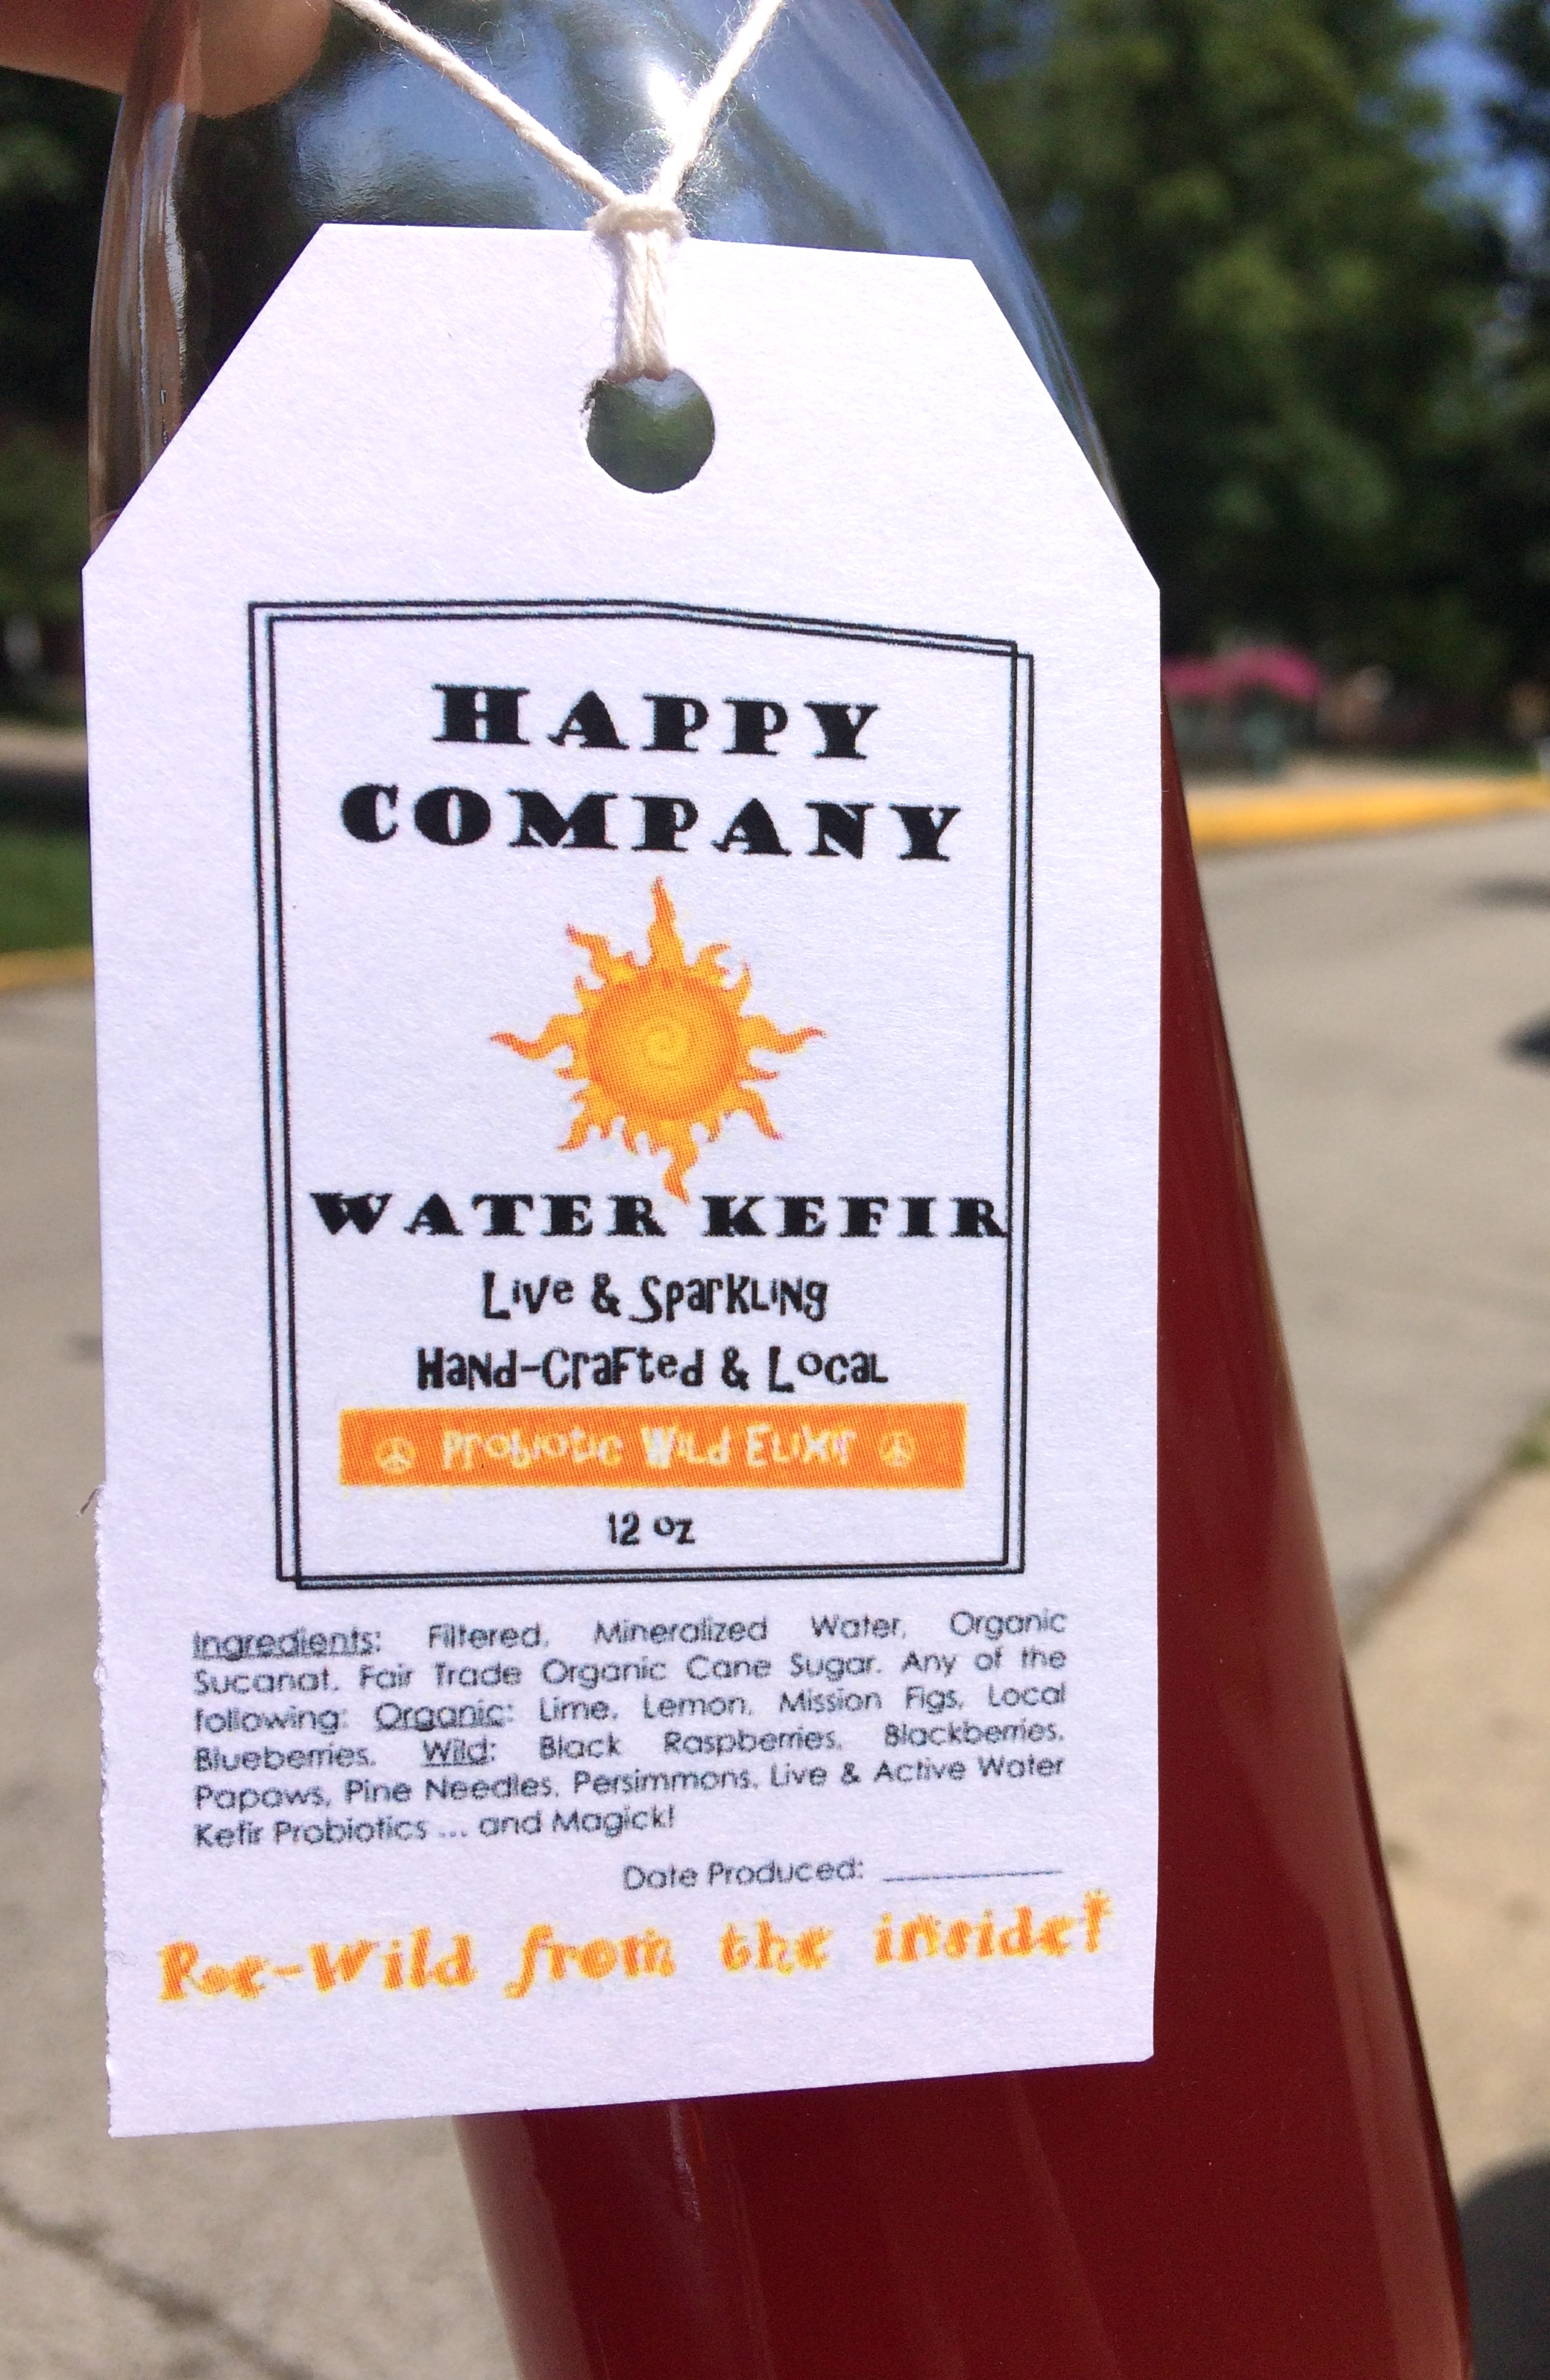 HAPPY
COMPANY
WATER KEFIR
Live & Sparkling
Hand-Crafted & Local
Probiotic Wild Elixir
12 oz
Ingredients: Filtered, Mineralized Water, Organic
Sucanat, Fair Trade Organic Cane Sugar. Any of the
following: Organic: Lime, Lemon, Mission Figs, Local
Blueberries. Wild: Black Raspberries, Blackberries,
Papaws, Pine Needles, Persimmons, Live & Active Water
Kefir Probiotics ... and Magick!
Date Produced: __________
Ree-Wild from the inside!